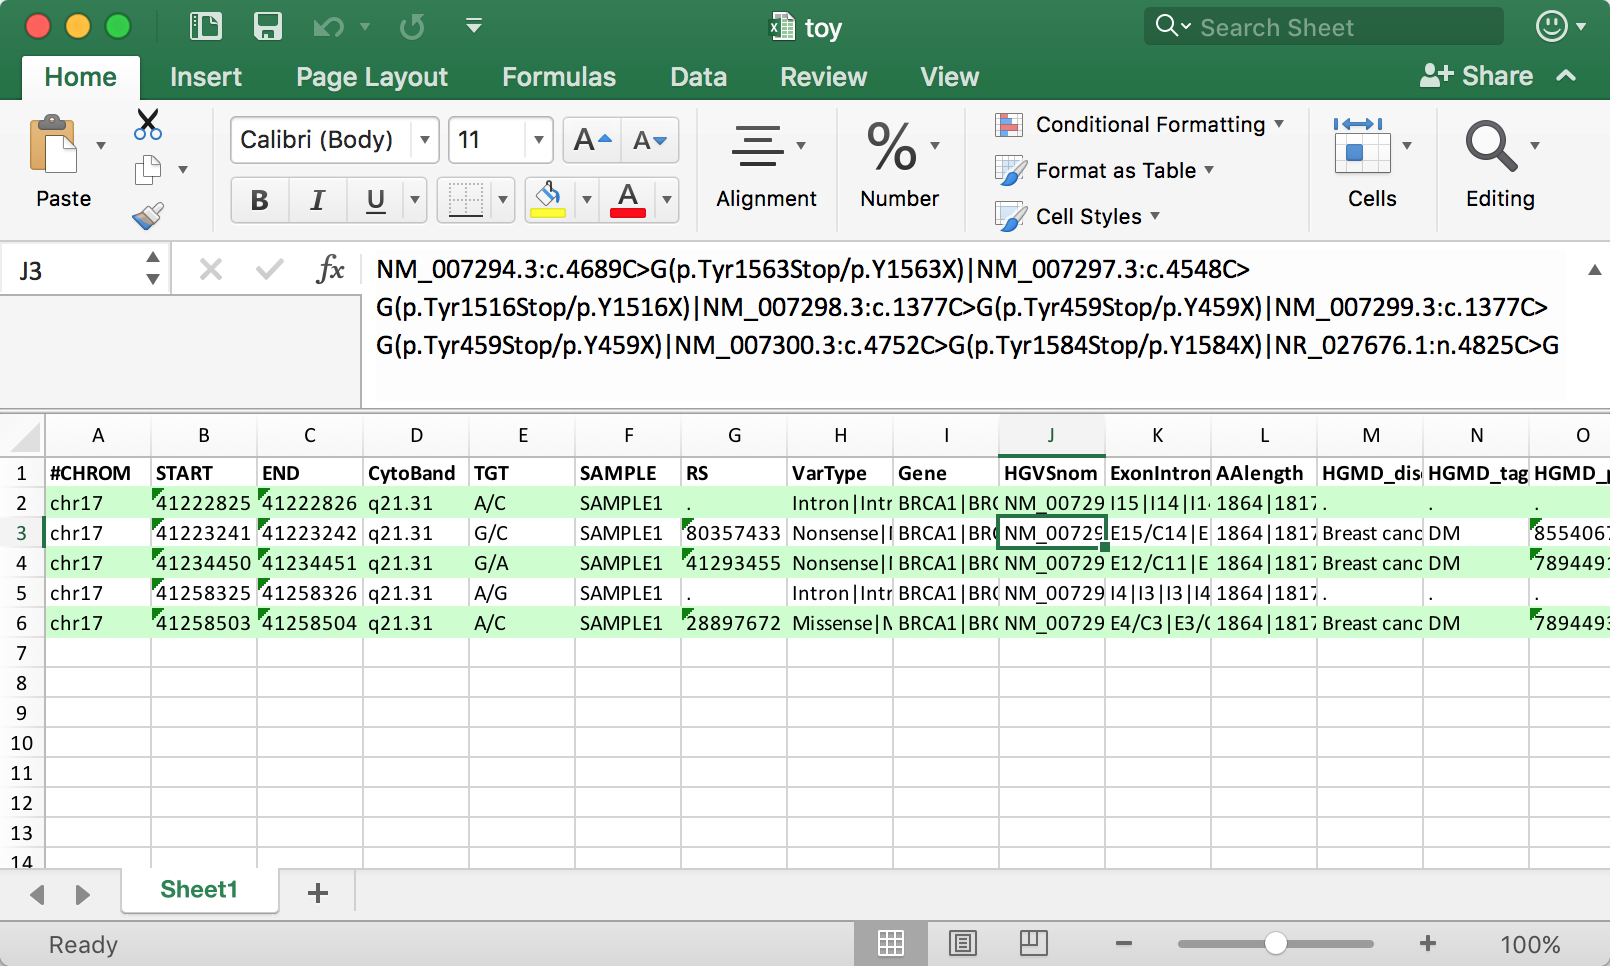 toy
Search Sheet
Home Insert Page Layout Formulas Data Review View Share
Paste
Calibri (Body) 11
A A
B I U A
Alignment
%
Number
Conditional Formatting
Format as Table
Cell Styles
Cells
Editing
J3 fx NM_007294.3:c.4689C>G(p.Tyr1563Stop/p.Y1563X)|NM_007297.3:c.4548C>
G(p.Tyr1516Stop/p.Y1516X)|NM_007298.3:c.1377C>G(p.Tyr459Stop/p.Y459X)|NM_007299.3:c.1377C>
G(p.Tyr459Stop/p.Y459X)|NM_007300.3:c.4752C>G(p.Tyr1584Stop/p.Y1584X)|NR_027676.1:n.4825C>G
A B C D E F G H I J K L M N O
1 #CHROM START END CytoBand TGT SAMPLE RS VarType Gene HGVSnom ExonIntron AAlength HGMD_dis HGMD_tag HGMD_
2 chr17 41222825 41222826 q21.31 A/C SAMPLE1 . Intron|Intr BRCA1|BRC NM_00729 I15|I14|I14 1864|1817 . . .
3 chr17 41223241 41223242 q21.31 G/C SAMPLE1 80357433 Nonsense| BRCA1|BRC NM_00729 E15/C14|E 1864|1817 Breast canc DM 8554067
4 chr17 41234450 41234451 q21.31 G/A SAMPLE1 41293455 Nonsense| BRCA1|BRC NM_00729 E12/C11|E 1864|1817 Breast canc DM 7894491
5 chr17 41258325 41258326 q21.31 A/G SAMPLE1 . Intron|Intr BRCA1|BRC NM_00729 I4|I3|I3|I4 1864|1817 . . .
6 chr17 41258503 41258504 q21.31 A/C SAMPLE1 28897672 Missense|M BRCA1|BRC NM_00729 E4/C3|E3/C 1864|1817 Breast canc DM 7894493
7
8
9
10
11
12
13
14
Sheet1 +
Ready 100%